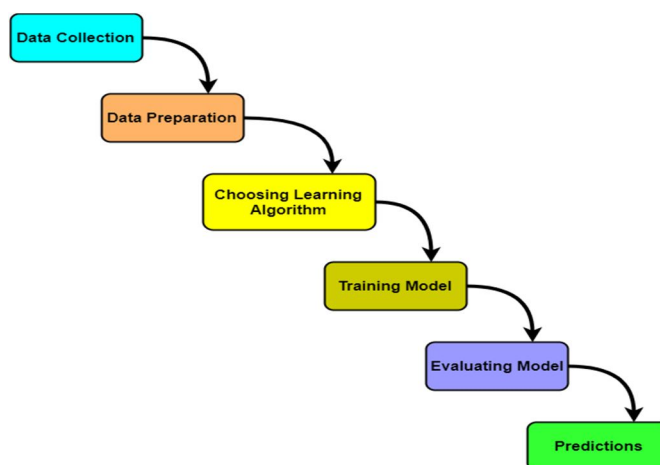 Data Collection
Data Preparation
Choosing Learning
Algorithm
Training Model
Evaluating Model
Predictions